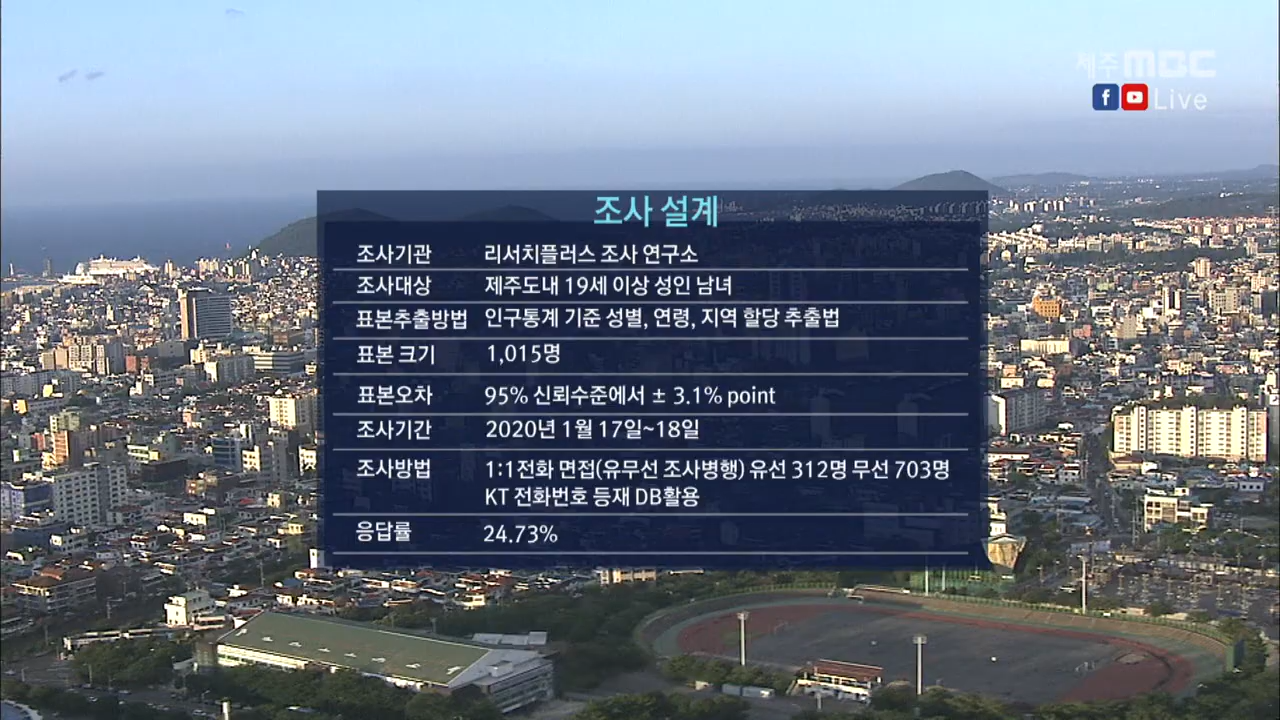 제주 MBC
f Live
조사 설계
조사기관 리서치플러스 조사 연구소
조사대상 제주도내 19세 이상 성인 남녀
표본추출방법 인구통계 기준 성별, 연령, 지역 할당 추출법
표본 크기 1,015명
표본오차 95% 신뢰수준에서 ± 3.1% point
조사기간 2020년 1월 17일~18일
조사방법 1:1전화 면접(유무선 조사병행) 유선 312명 무선 703명
KT 전화번호 등재 DB활용
응답률 24.73%